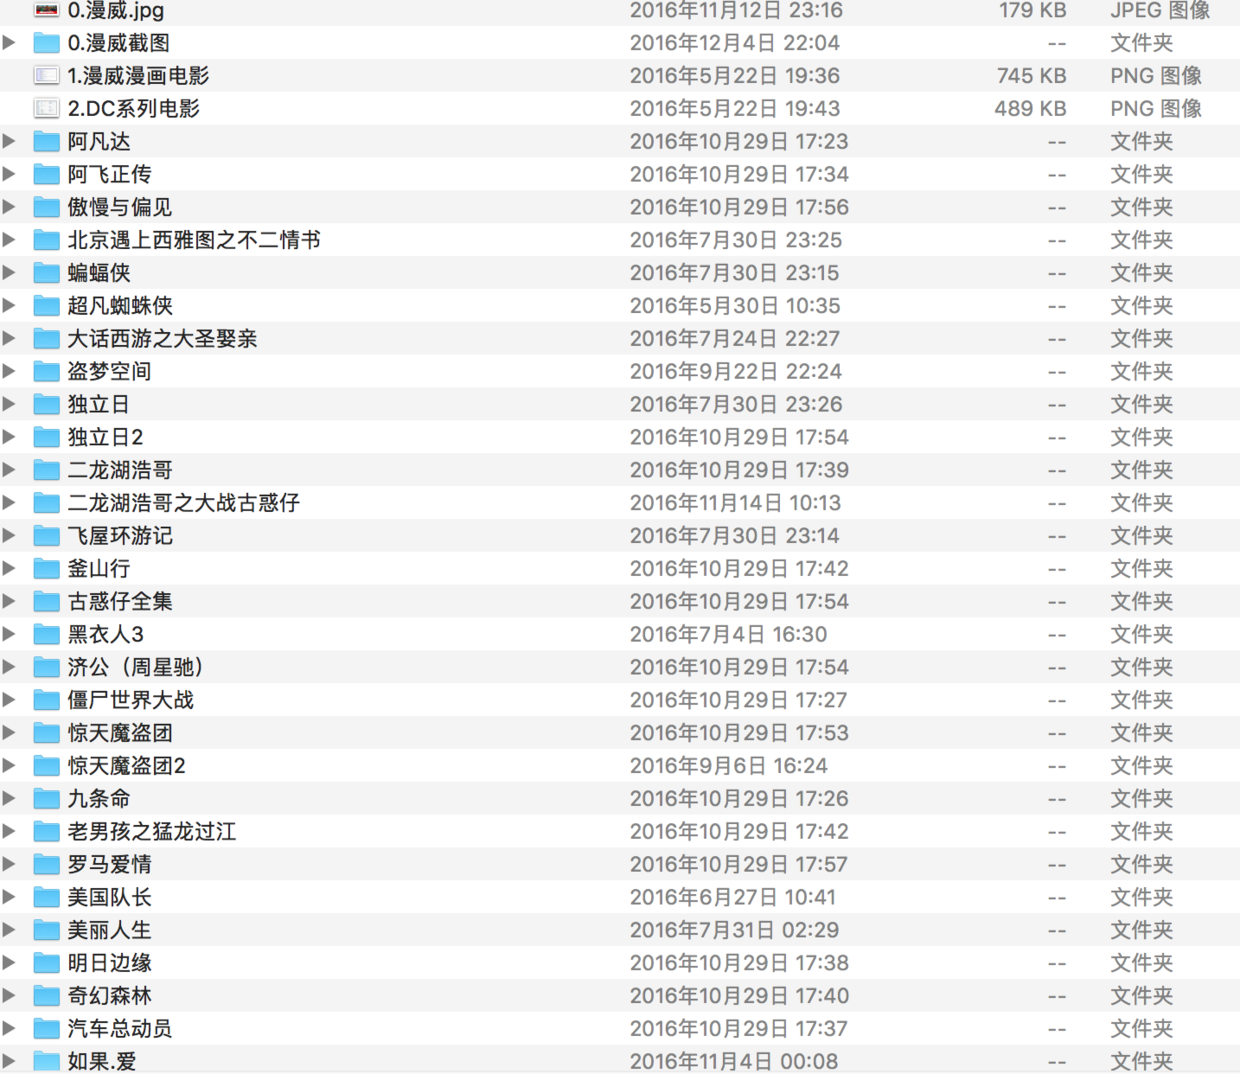 0.漫威.jpg 2016年11月12日 23:16 179 KB JPEG 图像
0.漫威截图 2016年12月4日 22:04 -- 文件夹
1.漫威漫画电影 2016年5月22日 19:36 745 KB PNG 图像
2.DC系列电影 2016年5月22日 19:43 489 KB PNG 图像
阿凡达 2016年10月29日 17:23 -- 文件夹
阿飞正传 2016年10月29日 17:34 -- 文件夹
傲慢与偏见 2016年10月29日 17:56 -- 文件夹
北京遇上西雅图之不二情书 2016年7月30日 23:25 -- 文件夹
蝙蝠侠 2016年7月30日 23:15 -- 文件夹
超凡蜘蛛侠 2016年5月30日 10:35 -- 文件夹
大话西游之大圣娶亲 2016年7月24日 22:27 -- 文件夹
盗梦空间 2016年9月22日 22:24 -- 文件夹
独立日 2016年7月30日 23:26 -- 文件夹
独立日2 2016年10月29日 17:54 -- 文件夹
二龙湖浩哥 2016年10月29日 17:39 -- 文件夹
二龙湖浩哥之大战古惑仔 2016年11月14日 10:13 -- 文件夹
飞屋环游记 2016年7月30日 23:14 -- 文件夹
釜山行 2016年10月29日 17:42 -- 文件夹
古惑仔全集 2016年10月29日 17:54 -- 文件夹
黑衣人3 2016年7月4日 16:30 -- 文件夹
济公（周星驰） 2016年10月29日 17:54 -- 文件夹
僵尸世界大战 2016年10月29日 17:27 -- 文件夹
惊天魔盗团 2016年10月29日 17:53 -- 文件夹
惊天魔盗团2 2016年9月6日 16:24 -- 文件夹
九条命 2016年10月29日 17:26 -- 文件夹
老男孩之猛龙过江 2016年10月29日 17:42 -- 文件夹
罗马爱情 2016年10月29日 17:57 -- 文件夹
美国队长 2016年6月27日 10:41 -- 文件夹
美丽人生 2016年7月31日 02:29 -- 文件夹
明日边缘 2016年10月29日 17:38 -- 文件夹
奇幻森林 2016年10月29日 17:40 -- 文件夹
汽车总动员 2016年10月29日 17:37 -- 文件夹
如果.爱 2016年11月4日 00:08 -- 文件夹